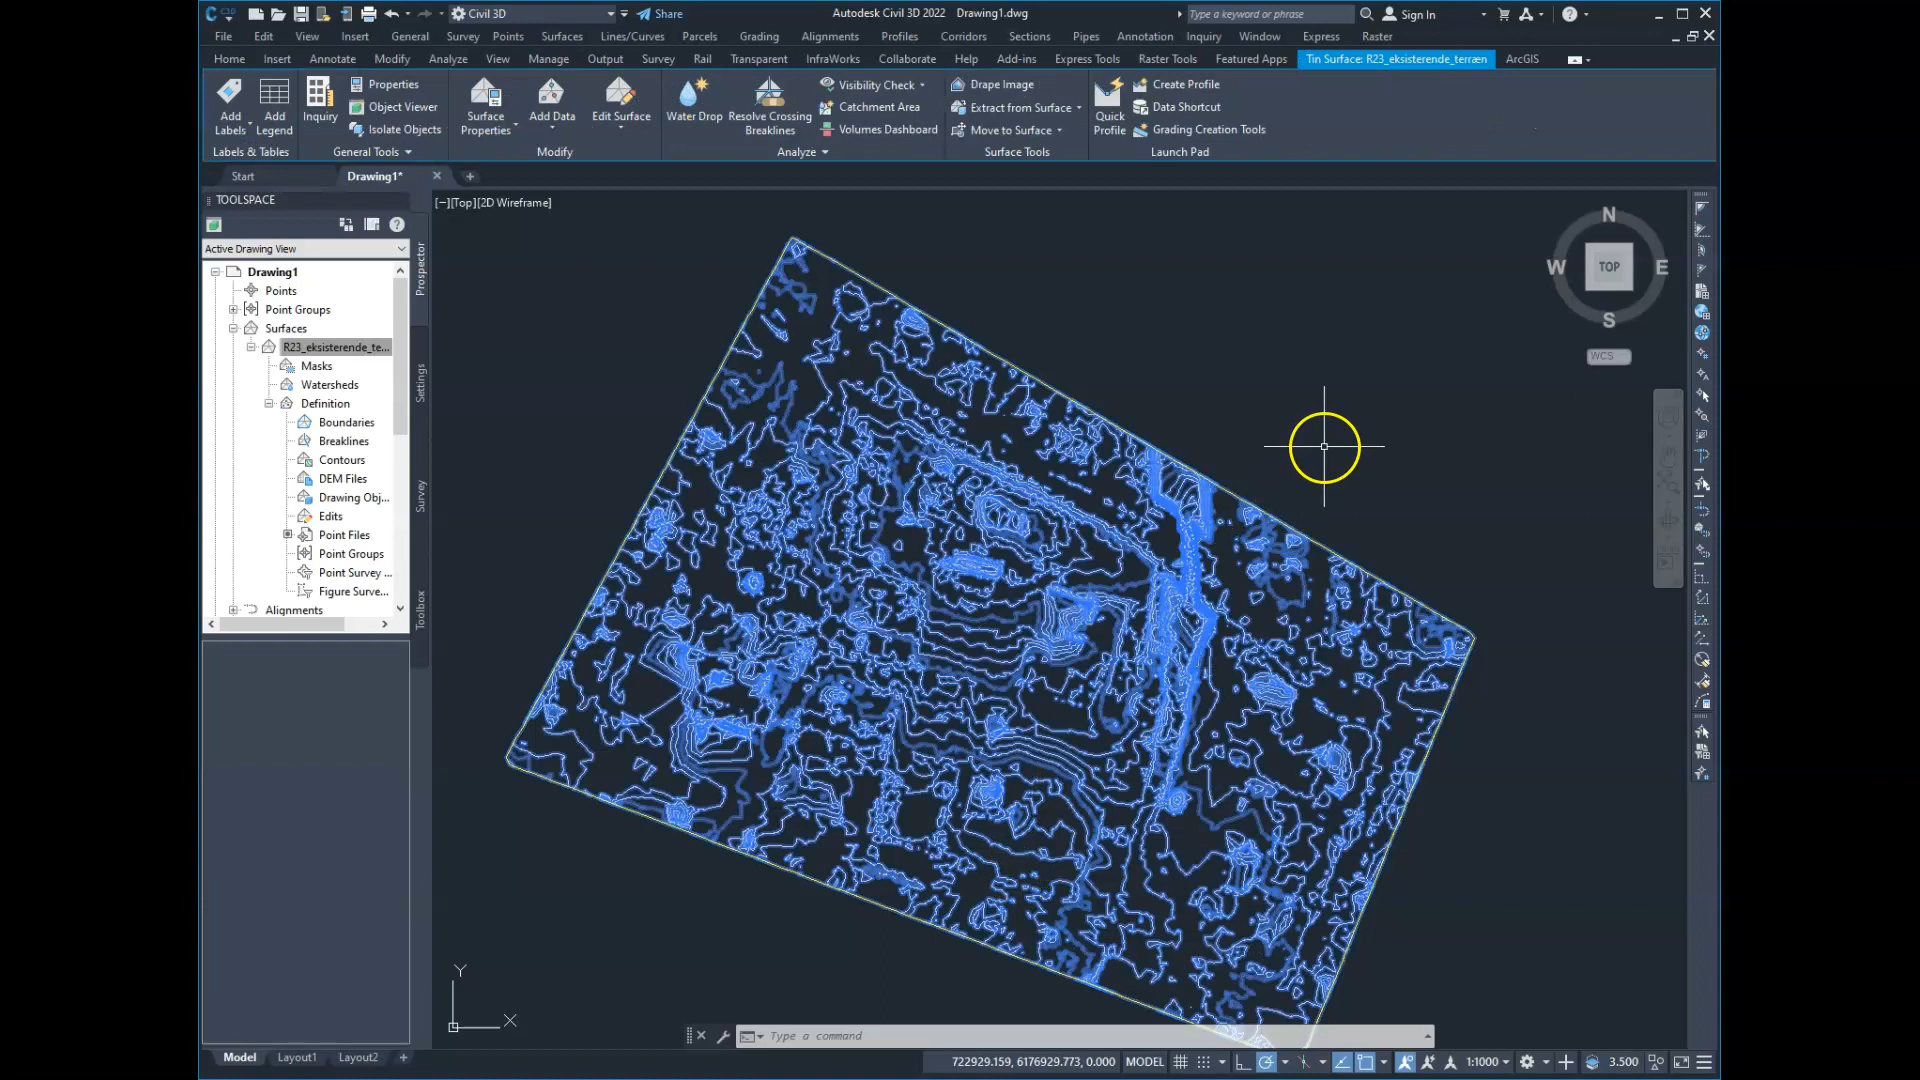 C3D Civil 3D Share Autodesk Civil 3D 2022 Drawing1.dwg Type a keyword or phrase Sign In
File Edit View Insert General Survey Points Surfaces Lines/Curves Parcels Grading Alignments Profiles Corridors Sections Pipes Annotation Inquiry Window Express Raster
Home Insert Annotate Modify Analyze View Manage Output Survey Rail Transparent InfraWorks Collaborate Help Add-ins Express Tools Raster Tools Featured Apps Tin Surface: R23_eksisterende_terræn ArcGIS
Add Labels
Add Legend
Labels & Tables
Inquiry
Properties
Object Viewer
Isolate Objects
General Tools
Surface Properties
Add Data
Edit Surface
Modify
Water Drop
Resolve Crossing Breaklines
Visibility Check
Catchment Area
Volumes Dashboard
Analyze
Drape Image
Extract from Surface
Move to Surface
Surface Tools
Quick Profile
Create Profile
Data Shortcut
Grading Creation Tools
Launch Pad
Start Drawing1*
TOOLSPACE
Active Drawing View
Drawing1
Points
Point Groups
Surfaces
R23_eksisterende_te...
Masks
Watersheds
Definition
Boundaries
Breaklines
Contours
DEM Files
Drawing Obj...
Edits
Point Files
Point Groups
Point Survey ...
Figure Surve...
Alignments
Prospector
Settings
Survey
Toolbox
[−][Top][2D Wireframe]
N
W TOP E
S
WCS
Y
X
Type a command
Model Layout1 Layout2 +
722929.159, 6176929.773, 0.000 MODEL 1:1000 3.500